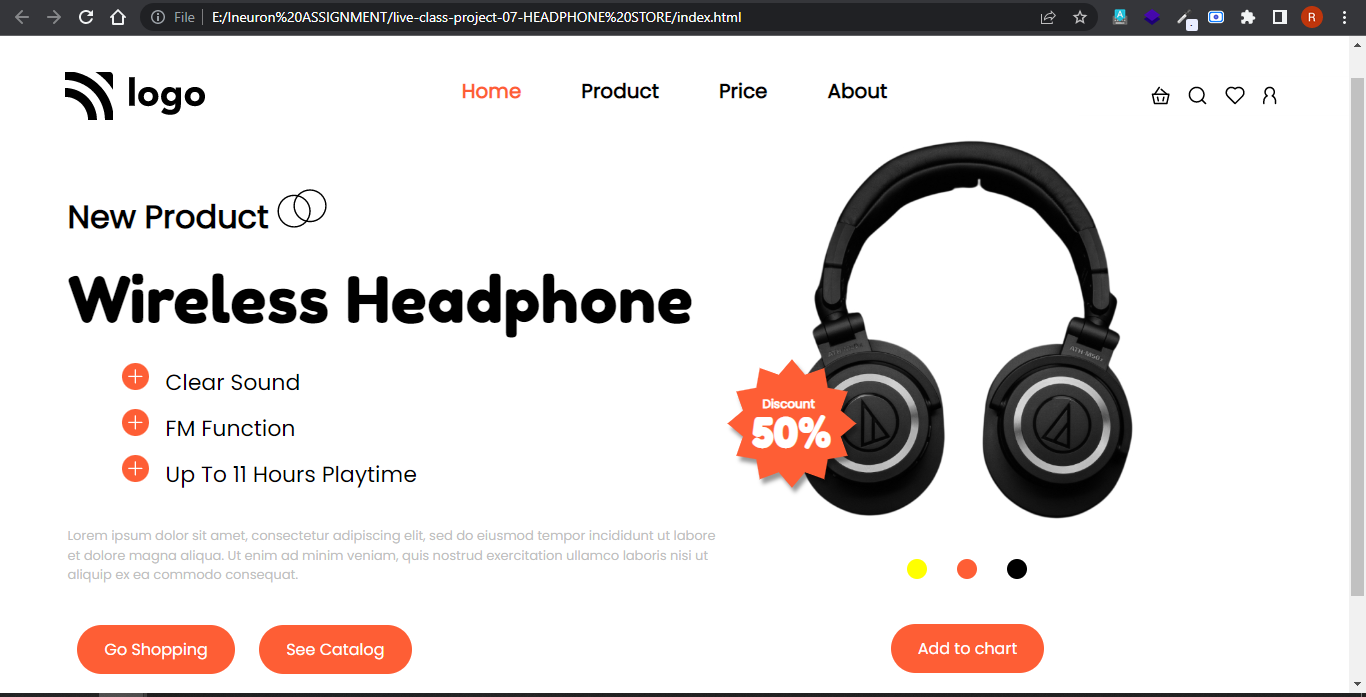 File E:/Ineuron%20ASSIGNMENT/live-class-project-07-HEADPHONE%20STORE/index.html
R
logo
Home Product Price About
New Product
Wireless Headphone
Clear Sound
FM Function
Up To 11 Hours Playtime
Discount
50%
Lorem ipsum dolor sit amet, consectetur adipiscing elit, sed do eiusmod tempor incididunt ut labore
et dolore magna aliqua. Ut enim ad minim veniam, quis nostrud exercitation ullamco laboris nisi ut
aliquip ex ea commodo consequat.
Go Shopping See Catalog Add to chart